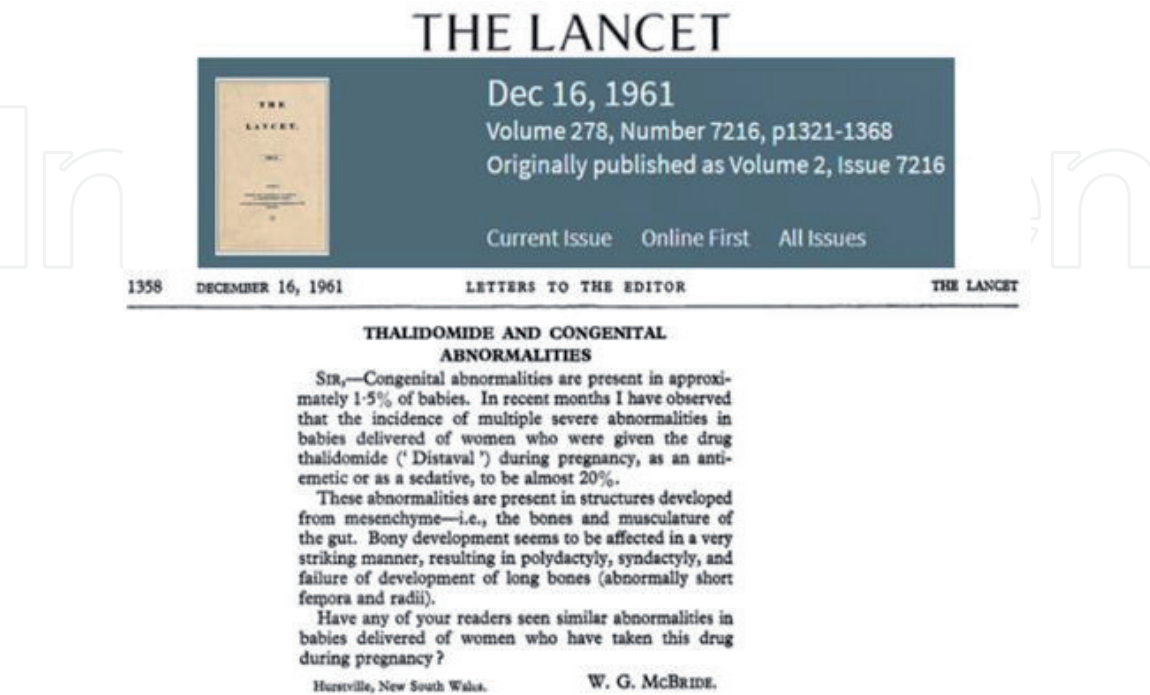 THE LANCET
THE
LANCET.
Dec 16, 1961
Volume 278, Number 7216, p1321-1368
Originally published as Volume 2, Issue 7216
Current Issue Online First All Issues
1358 DECEMBER 16, 1961 LETTERS TO THE EDITOR THE LANCET
THALIDOMIDE AND CONGENITAL
ABNORMALITIES
SIR,—Congenital abnormalities are present in approxi-
mately 1·5% of babies. In recent months I have observed
that the incidence of multiple severe abnormalities in
babies delivered of women who were given the drug
thalidomide (‘ Distaval ’) during pregnancy, as an anti-
emetic or as a sedative, to be almost 20%.
These abnormalities are present in structures developed
from mesenchyme—i.e., the bones and musculature of
the gut. Bony development seems to be affected in a very
striking manner, resulting in polydactyly, syndactyly, and
failure of development of long bones (abnormally short
femora and radii).
Have any of your readers seen similar abnormalities in
babies delivered of women who have taken this drug
during pregnancy?
Hurstville, New South Wales. W. G. MCBRIDE.